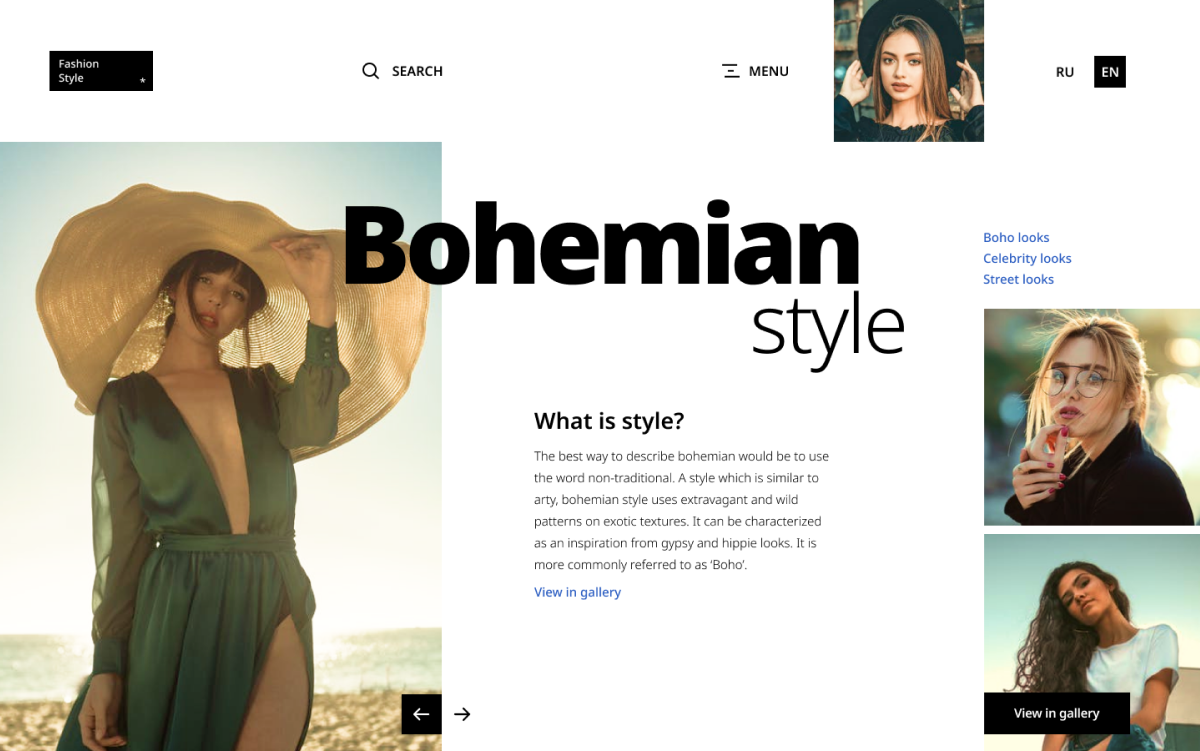 Fashion
Style
*
SEARCH
MENU
RU
EN
Bohemian
style
Boho looks
Celebrity looks
Street looks
What is style?
The best way to describe bohemian would be to use
the word non-traditional. A style which is similar to
arty, bohemian style uses extravagant and wild
patterns on exotic textures. It can be characterized
as an inspiration from gypsy and hippie looks. It is
more commonly referred to as ‘Boho’.
View in gallery
View in gallery